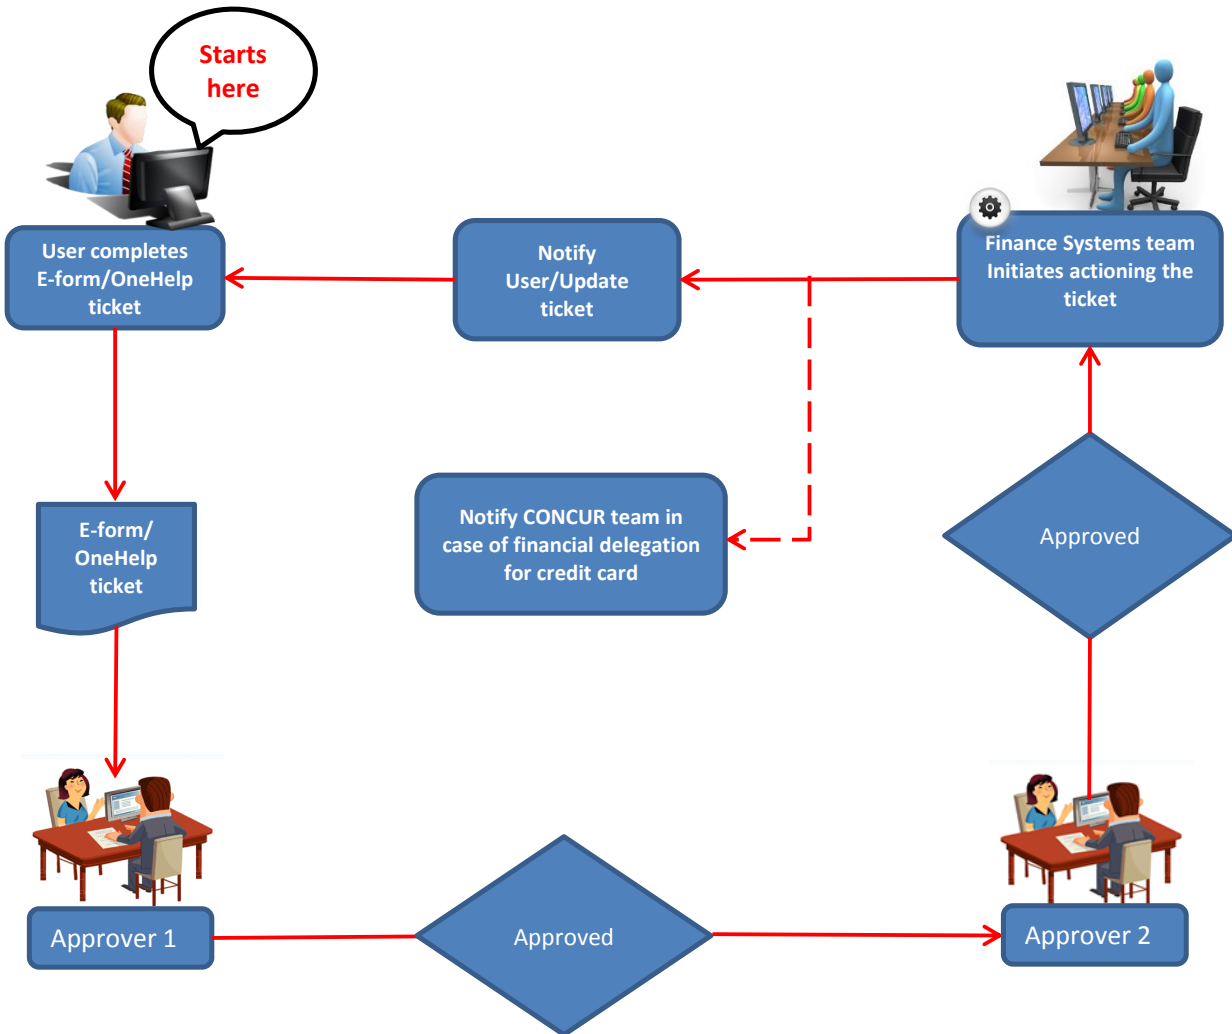 Starts
here
User completes
E-form/OneHelp
ticket
Notify
User/Update
ticket
Finance Systems team
Initiates actioning the
ticket
E-form/
OneHelp
ticket
Notify CONCUR team in
case of financial delegation
for credit card
Approved
Approver 1
Approved
Approver 2